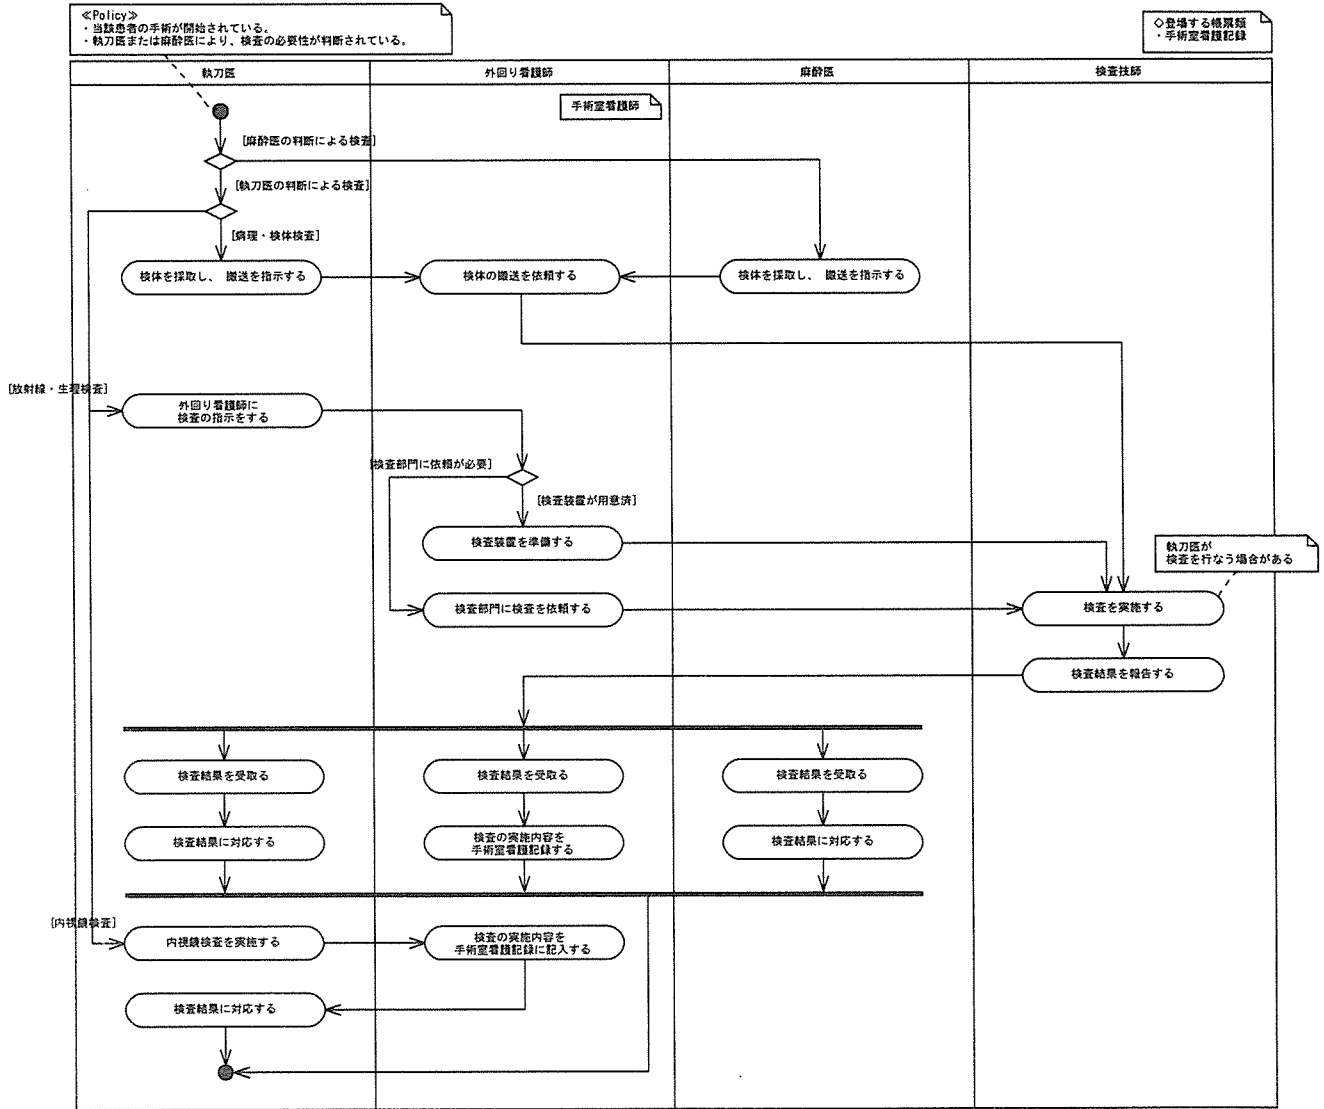 ≪Policy≫
・当該患者の手術が開始されている。
・執刀医または麻酔医により、検査の必要性が判断されている。
◇登場する帳票類
・手術室看護記録
執刀医
外回り看護師
麻酔医
検査技師
手術室看護師
[麻酔医の判断による検査]
[執刀医の判断による検査]
[病理・検体検査]
検体を採取し、 搬送を指示する
検体の搬送を依頼する
検体を採取し、 搬送を指示する
[放射線・生理検査]
外回り看護師に
検査の指示をする
[検査部門に依頼が必要]
[検査装置が用意済]
検査装置を準備する
執刀医が
検査を行なう場合がある
検査部門に検査を依頼する
検査を実施する
検査結果を報告する
検査結果を受取る
検査結果を受取る
検査結果を受取る
検査結果に対応する
検査の実施内容を
手術室看護記録する
検査結果に対応する
[内視鏡検査]
内視鏡検査を実施する
検査の実施内容を
手術室看護記録に記入する
検査結果に対応する